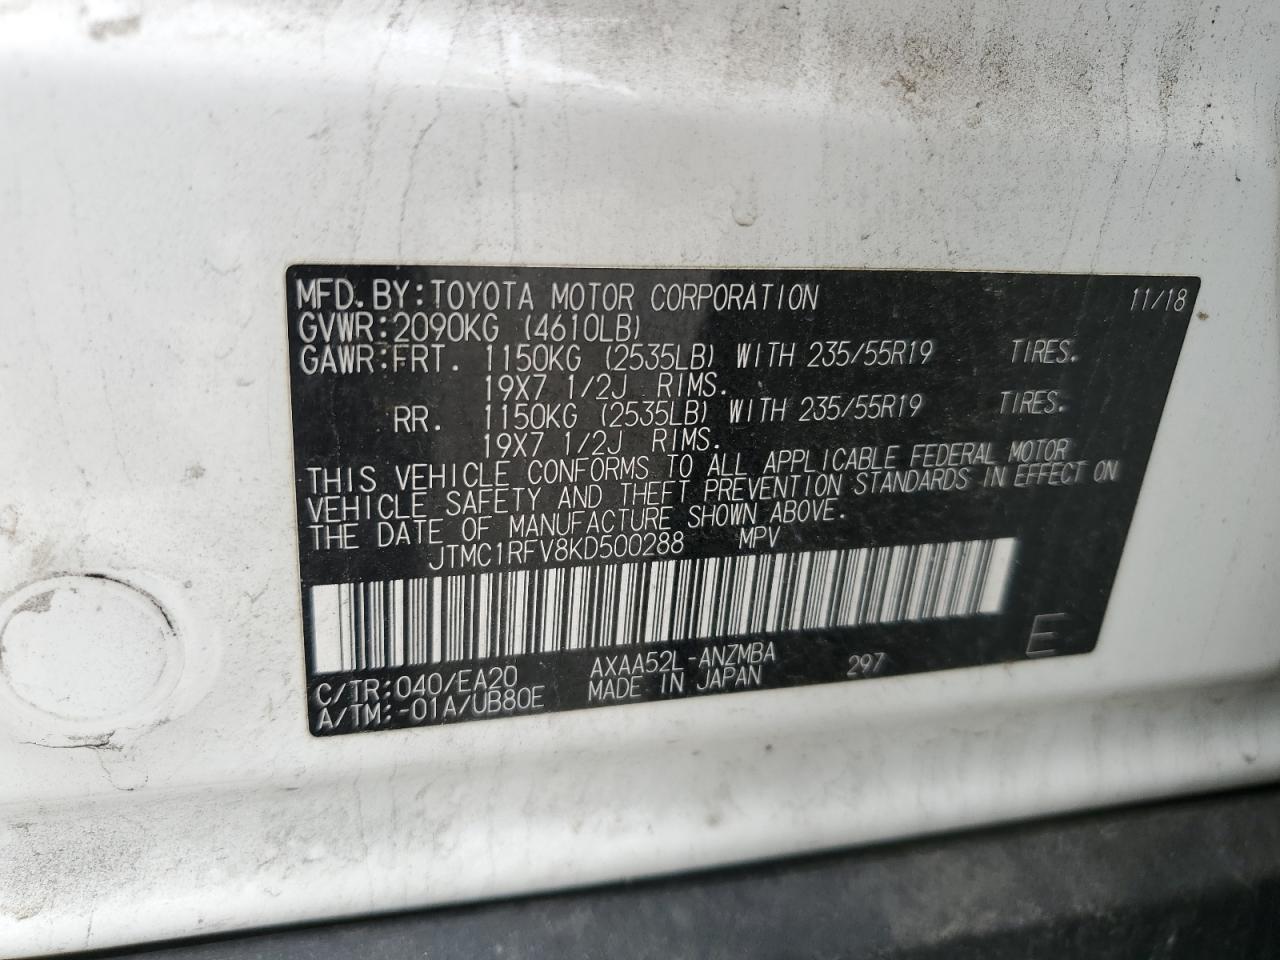 MFD. BY: TOYOTA MOTOR CORPORATION 11/18
GVWR: 2090KG (4610LB)
GAWR: FRT. 1150KG (2535LB) WITH 235/55R19 TIRES.
19X7 1/2J RIMS.
RR. 1150KG (2535LB) WITH 235/55R19 TIRES.
19X7 1/2J RIMS.
THIS VEHICLE CONFORMS TO ALL APPLICABLE FEDERAL MOTOR
VEHICLE SAFETY AND THEFT PREVENTION STANDARDS IN EFFECT ON
THE DATE OF MANUFACTURE SHOWN ABOVE.
JTMC1RFV8KD500288 MPV
C/TR: 040/EA20 AXAA52L-ANZMBA 297 E
A/TM: -01A/UB80E MADE IN JAPAN